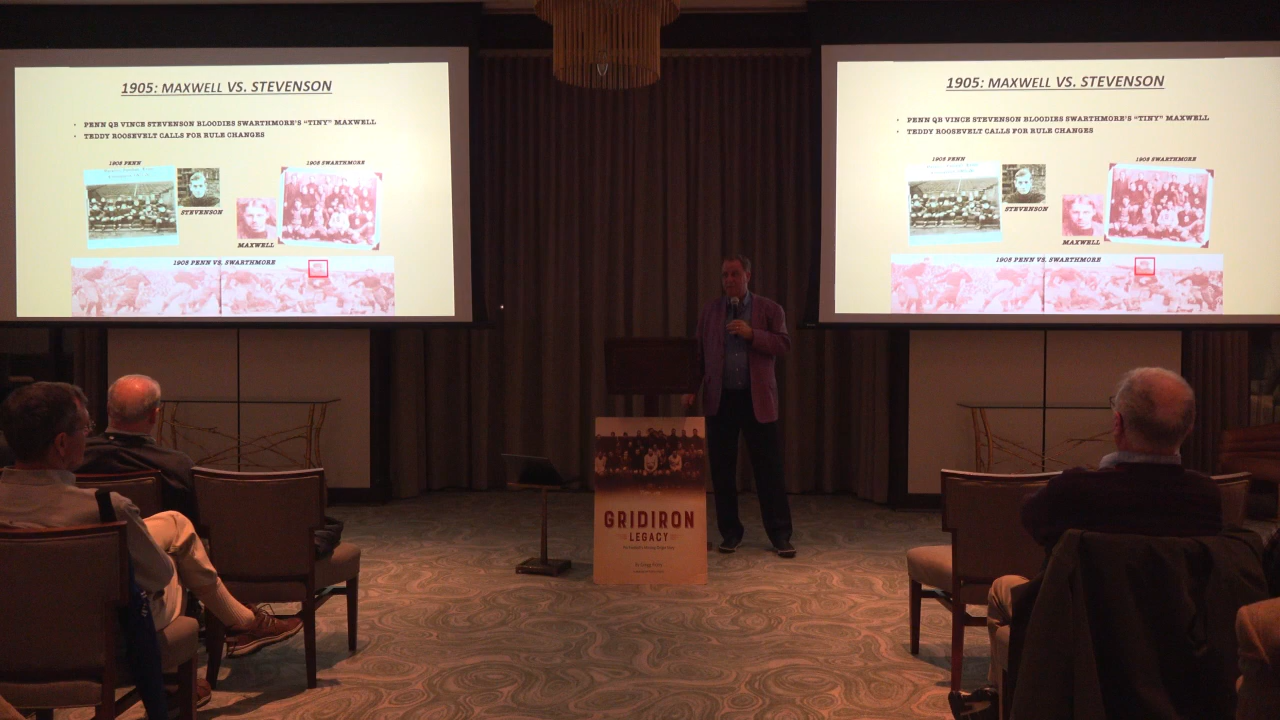 1905: MAXWELL VS. STEVENSON
• PENN QB VINCE STEVENSON BLOODIES SWARTHMORE'S "TINY" MAXWELL
• TEDDY ROOSEVELT CALLS FOR RULE CHANGES
1905 PENN
1905 SWARTHMORE
STEVENSON
MAXWELL
1905 PENN VS. SWARTHMORE
1905: MAXWELL VS. STEVENSON
• PENN QB VINCE STEVENSON BLOODIES SWARTHMORE'S "TINY" MAXWELL
• TEDDY ROOSEVELT CALLS FOR RULE CHANGES
1905 PENN
1905 SWARTHMORE
STEVENSON
MAXWELL
1905 PENN VS. SWARTHMORE
GRIDIRON
LEGACY